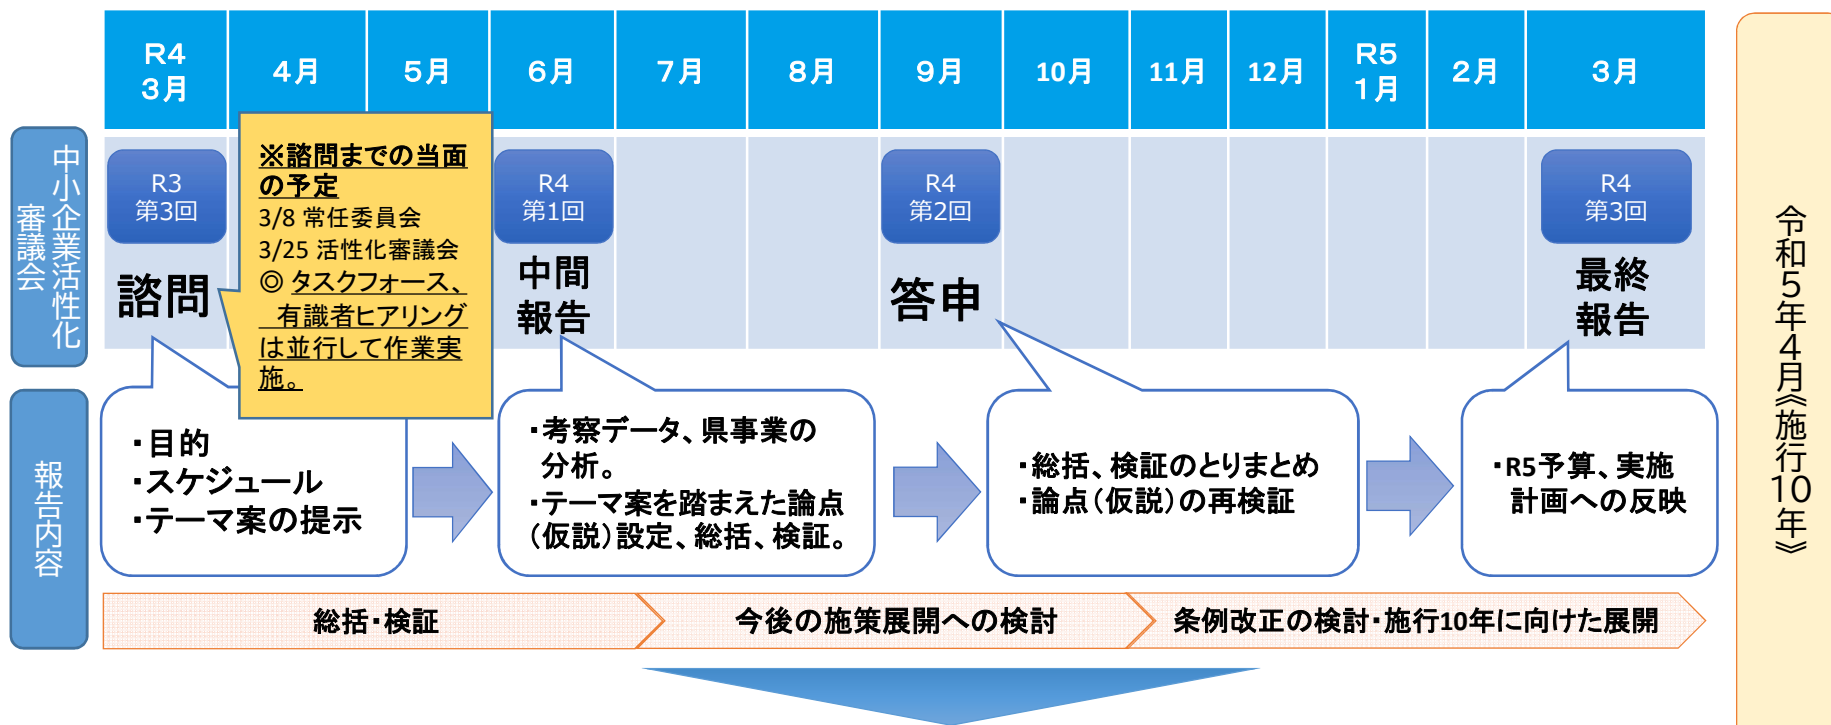 R4
3月
4月
5月
6月
7月
8月
9月
10月
11月
12月
R5
1月
2月
3月
中小企業活性化
審議会
R3
第3回
諮問
※諮問までの当面
の予定
3/8 常任委員会
3/25 活性化審議会
◎ タスクフォース、
有識者ヒアリング
は並行して作業実
施。
R4
第1回
中間
報告
R4
第2回
答申
R4
第3回
最終
報告
報告内容
・目的
・スケジュール
・テーマ案の提示
・考察データ、県事業の
分析。
・テーマ案を踏まえた論点
(仮説)設定、総括、検証。
・総括、検証のとりまとめ
・論点(仮説)の再検証
・R5予算、実施
計画への反映
総括・検証
今後の施策展開への検討
条例改正の検討・施行10年に向けた展開
令和5年4月《施行10年》